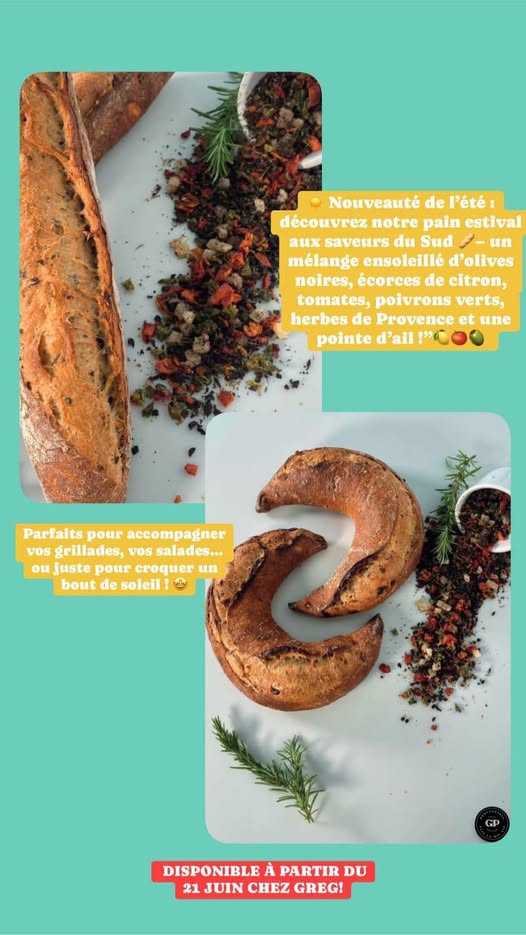 ☀️ Nouveauté de l’été :
découvrez notre pain estival
aux saveurs du Sud 🥖– un
mélange ensoleillé d’olives
noires, écorces de citron,
tomates, poivrons verts,
herbes de Provence et une
pointe d’ail !”🍋🍅🫒
Parfaits pour accompagner
vos grillades, vos salades…
ou juste pour croquer un
bout de soleil ! 🤩
GP
DISPONIBLE À PARTIR DU
21 JUIN CHEZ GREG!